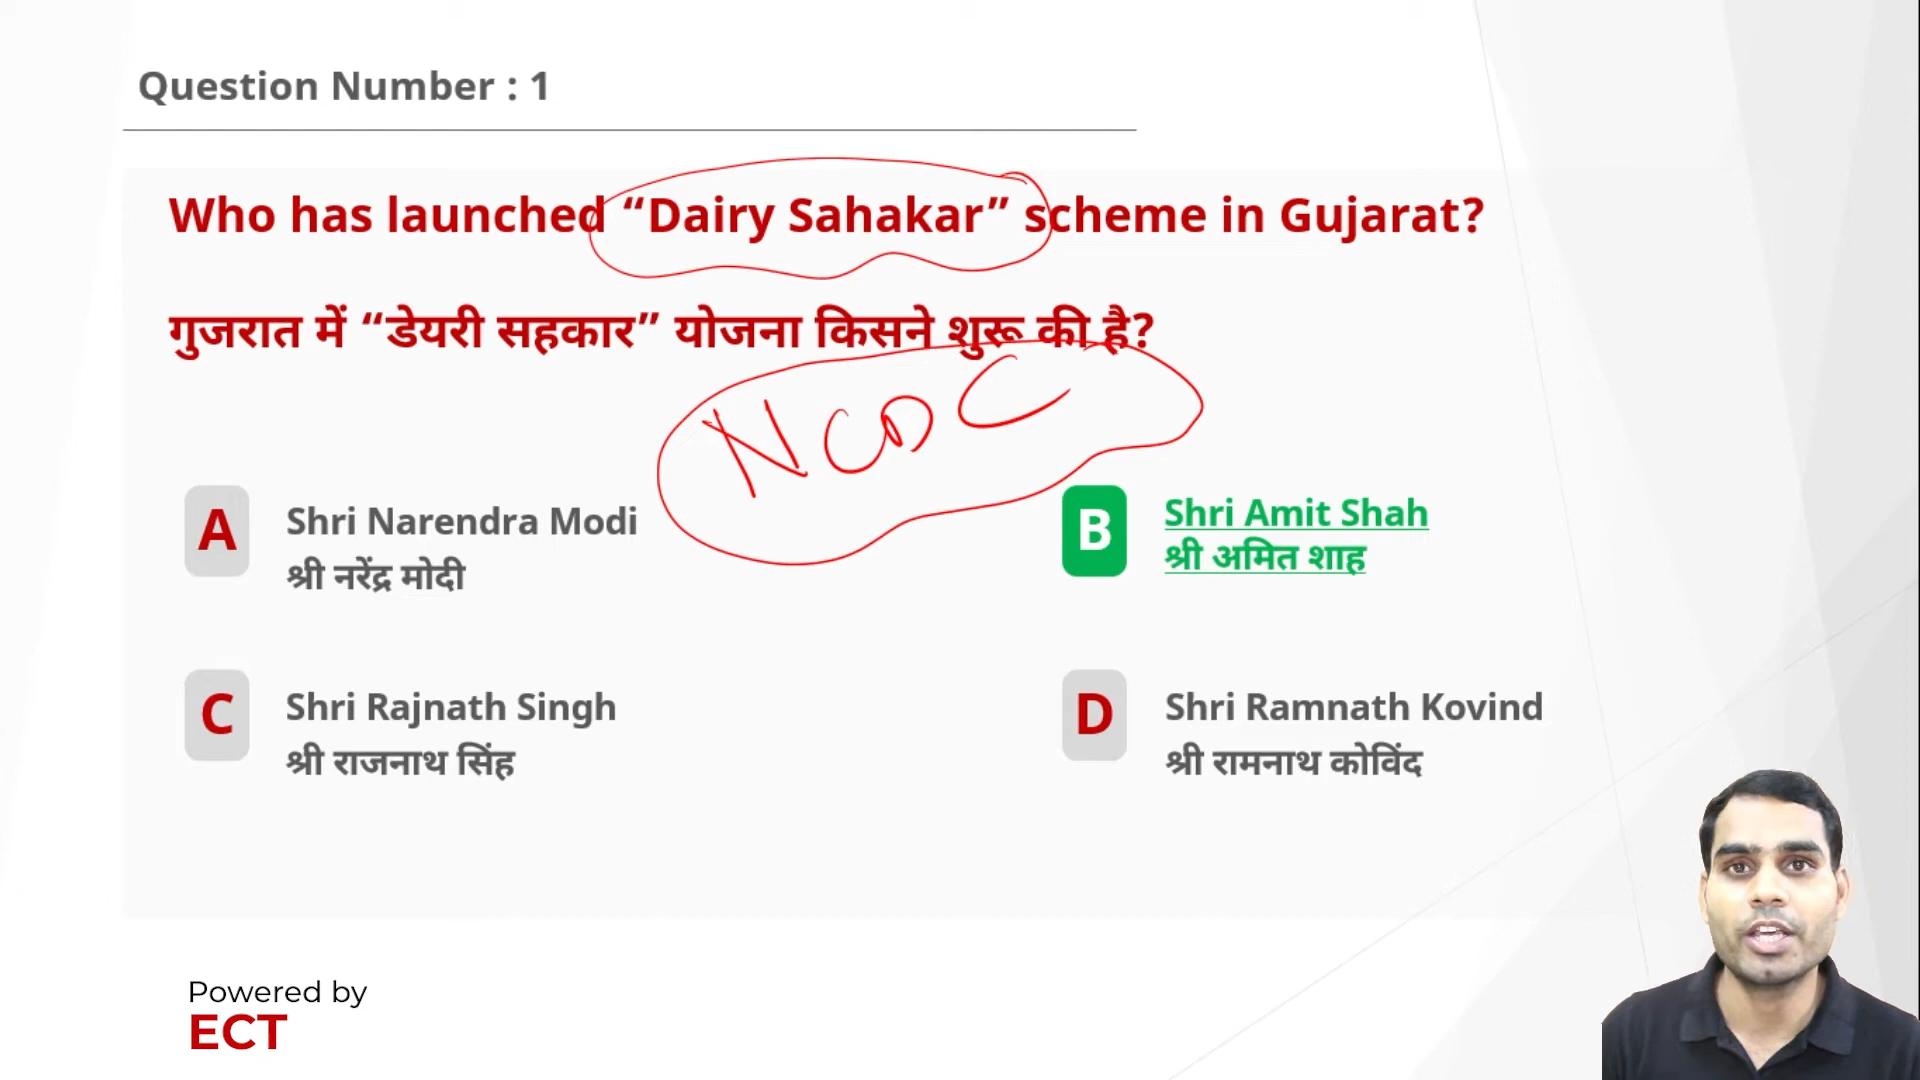 Question Number : 1
Who has launched “Dairy Sahakar” scheme in Gujarat?
गुजरात में “डेयरी सहकार” योजना किसने शुरू की है?
NCDC
A
Shri Narendra Modi
श्री नरेंद्र मोदी
B
Shri Amit Shah
श्री अमित शाह
C
Shri Rajnath Singh
श्री राजनाथ सिंह
D
Shri Ramnath Kovind
श्री रामनाथ कोविंद
Powered by
ECT